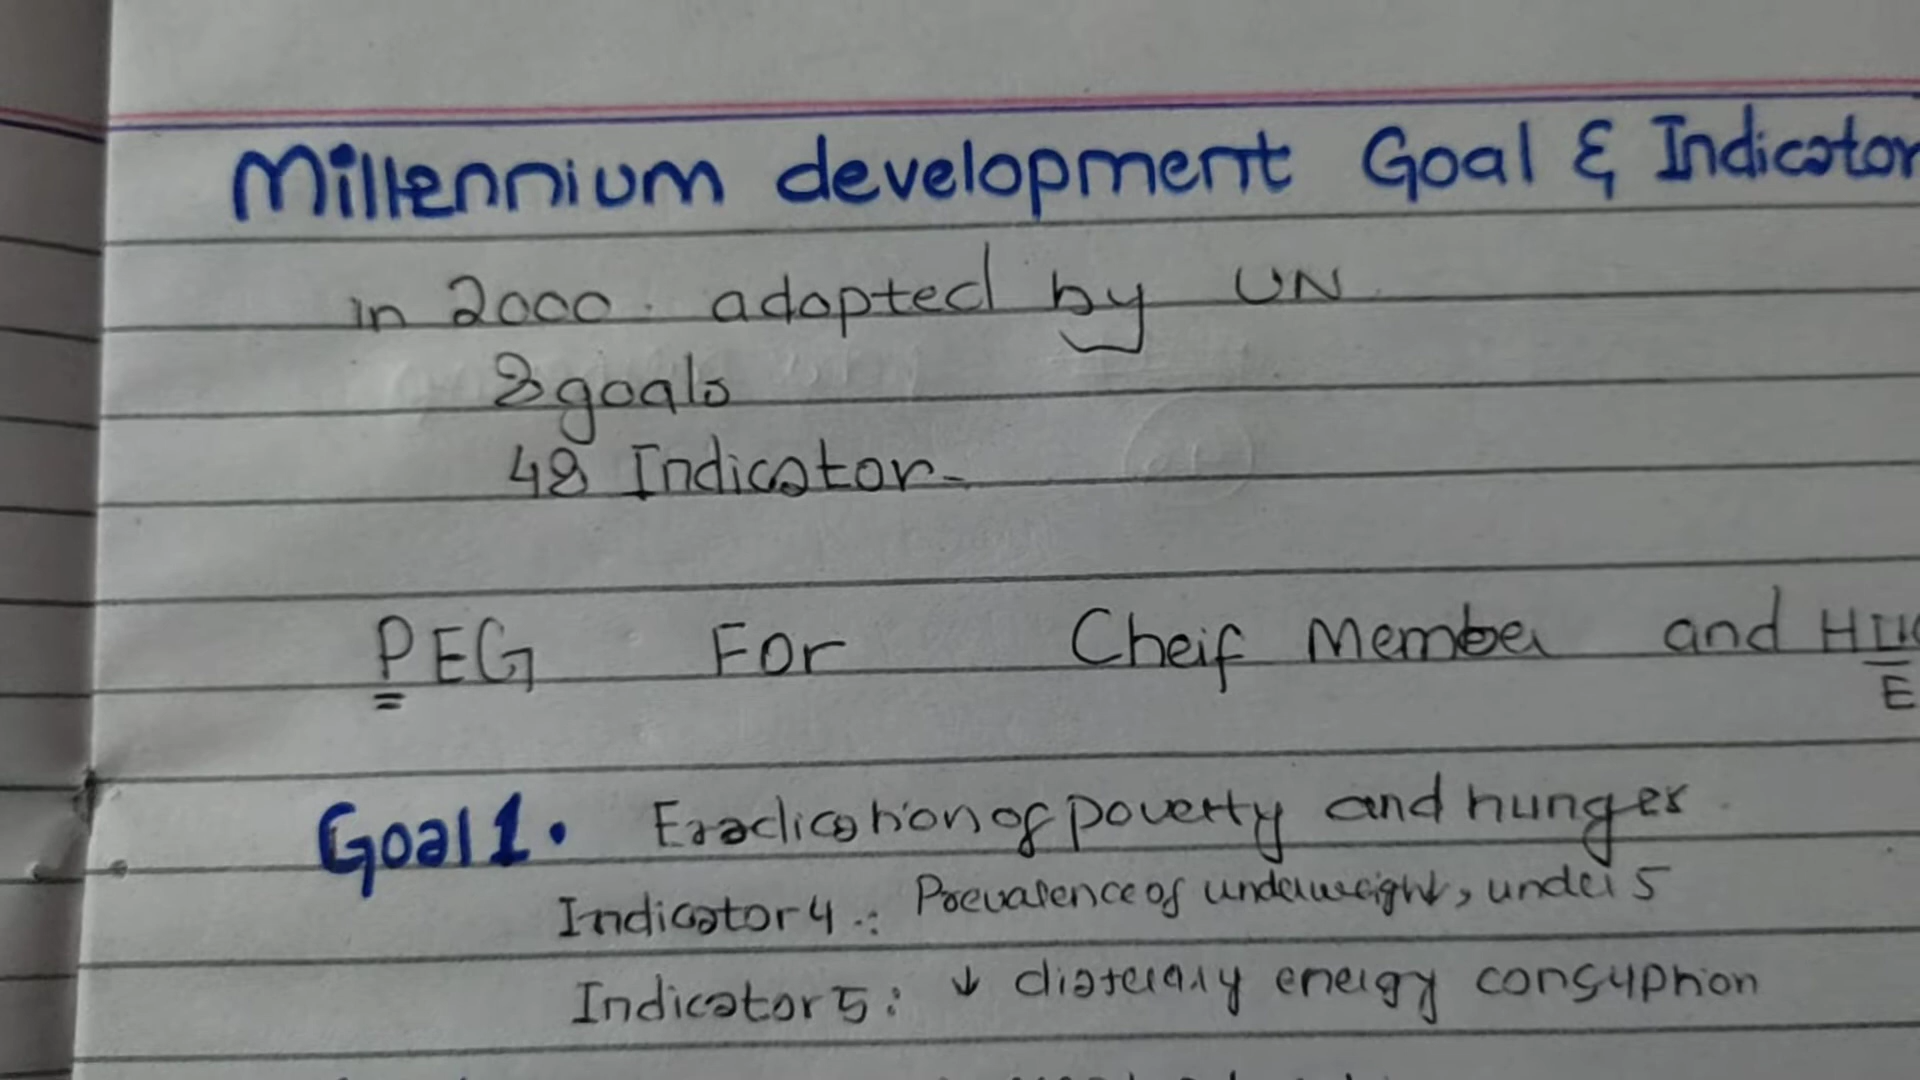 Millennium development Goal & Indicator
in 2000 adopted by UN
8 goals
48 Indicator
PEG For Cheif Member and
E
Goal 1. Eradication of poverty and hunger
Indicator 4 : Prevalence of underweight, under 5
Indicator 5 : ↓ diaterary energy consuption